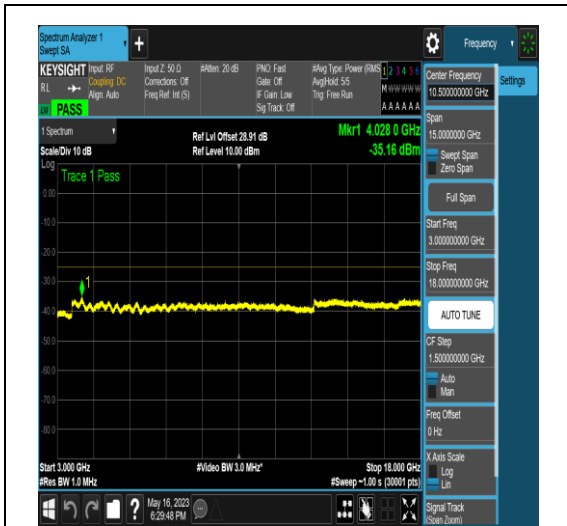 Spectrum Analyzer 1
Swept SA
Frequency
KEYSIGHT
RL
PASS
Input: RF
Coupling: DC
Align: Auto
Input Z: 50 Ω
Corrections: Off
Freq Ref: Int (S)
#Atten: 20 dB
PNO: Fast
Gate: Off
IF Gain: Low
Sig Track: Off
#Avg Type: Power (RMS
Avg|Hold: 5/5
Trig: Free Run
1 2 3 4 5 6
M W W W W W
A A A A A A
1 Spectrum
Scale/Div 10 dB
Ref Lvl Offset 28.91 dB
Ref Level 10.00 dBm
Mkr1 4.028 0 GHz
-35.16 dBm
Log
Trace 1 Pass
0.00
-10.0
-20.0
-30.0
-40.0
-50.0
-60.0
-70.0
-80.0
1
Start 3.000 GHz
#Res BW 1.0 MHz
#Video BW 3.0 MHz*
Stop 18.000 GHz
#Sweep ~1.00 s (30001 pts)
May 16, 2023
6:29:48 PM
Center Frequency
10.500000000 GHz
Settings
Span
15.0000000 GHz
Swept Span
Zero Span
Full Span
Start Freq
3.000000000 GHz
Stop Freq
18.000000000 GHz
AUTO TUNE
CF Step
1.500000000 GHz
Auto
Man
Freq Offset
0 Hz
X Axis Scale
Log
Lin
Signal Track
(Span Zoom)